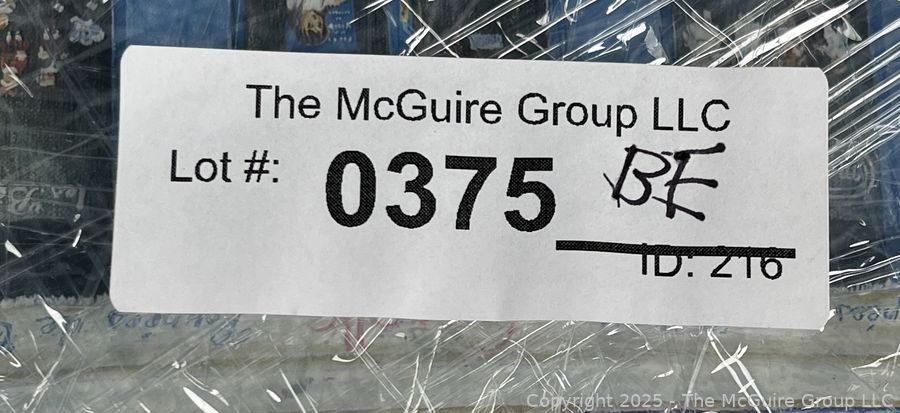 The McGuire Group LLC
Lot #: 0375 BE
ID: 216
Copyright 2025 - The McGuire Group LLC